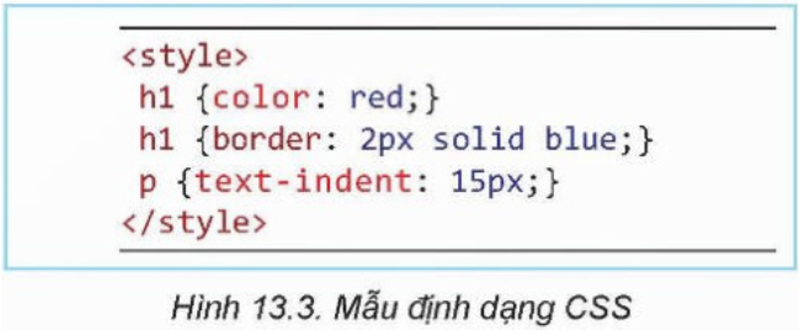 <style>
h1 {color: red;}
h1 {border: 2px solid blue;}
p {text-indent: 15px;}
</style>
Hình 13.3. Mẫu định dạng CSS